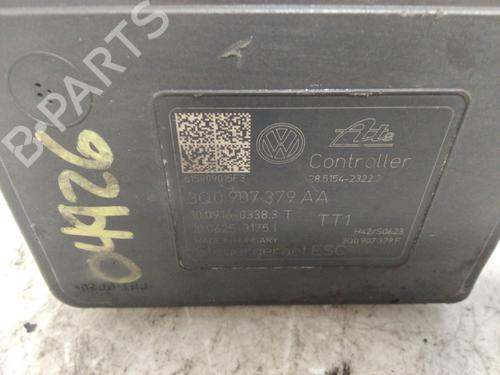 B-PARTS
04426
Ate
Controller
3Q0 907 379 AA
10.0916-0338.3 T
TT1
10.0625-3175.1
H42/S0623
MADE IN HUNGARY
3Q0 907 379 F
Steuergeraet ESC